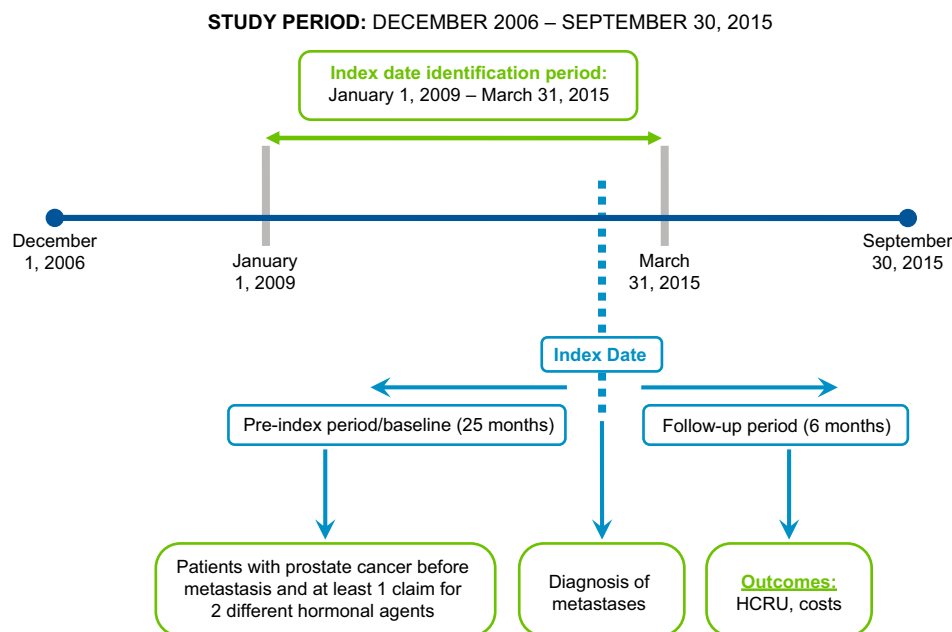 STUDY PERIOD: DECEMBER 2006 – SEPTEMBER 30, 2015
Index date identification period:
January 1, 2009 – March 31, 2015
December
1, 2006
January
1, 2009
March
31, 2015
September
30, 2015
Index Date
Pre-index period/baseline (25 months)
Follow-up period (6 months)
Patients with prostate cancer before
metastasis and at least 1 claim for
2 different hormonal agents
Diagnosis of
metastases
Outcomes:
HCRU, costs